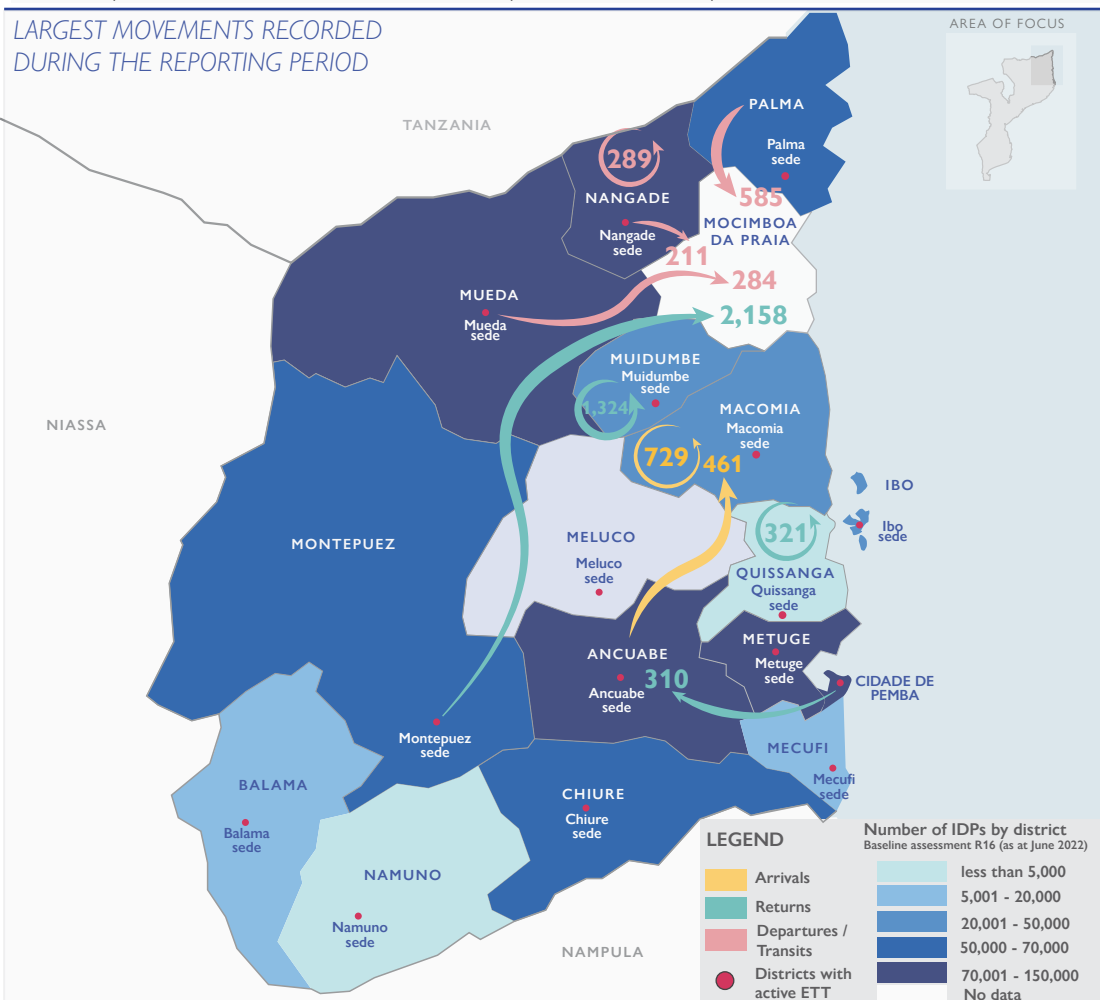 LARGEST MOVEMENTS RECORDED
DURING THE REPORTING PERIOD
AREA OF FOCUS
TANZANIA
PALMA
Palma
sede
289
NANGADE
Nangade
sede
585
MOCIMBOA
DA PRAIA
211
284
2,158
MUEDA
Mueda
sede
MUIDUMBE
Muidumbe
sede
1,324
MACOMIA
Macomia
sede
729
461
NIASSA
IBO
Ibo
sede
321
MONTEPUEZ
MELUCO
Meluco
sede
QUISSANGA
Quissanga
sede
METUGE
Metuge
sede
ANCUABE
310
Ancuabe
sede
CIDADE DE
PEMBA
Montepuez
sede
MECUFI
Mecufi
sede
BALAMA
Balama
sede
CHIURE
Chiure
sede
NAMUNO
Namuno
sede
NAMPULA
LEGEND
Arrivals
Returns
Departures /
Transits
Districts with
active ETT
Number of IDPs by district
Baseline assessment R16 (as at June 2022)
less than 5,000
5,001 - 20,000
20,001 - 50,000
50,000 - 70,000
70,001 - 150,000
No data